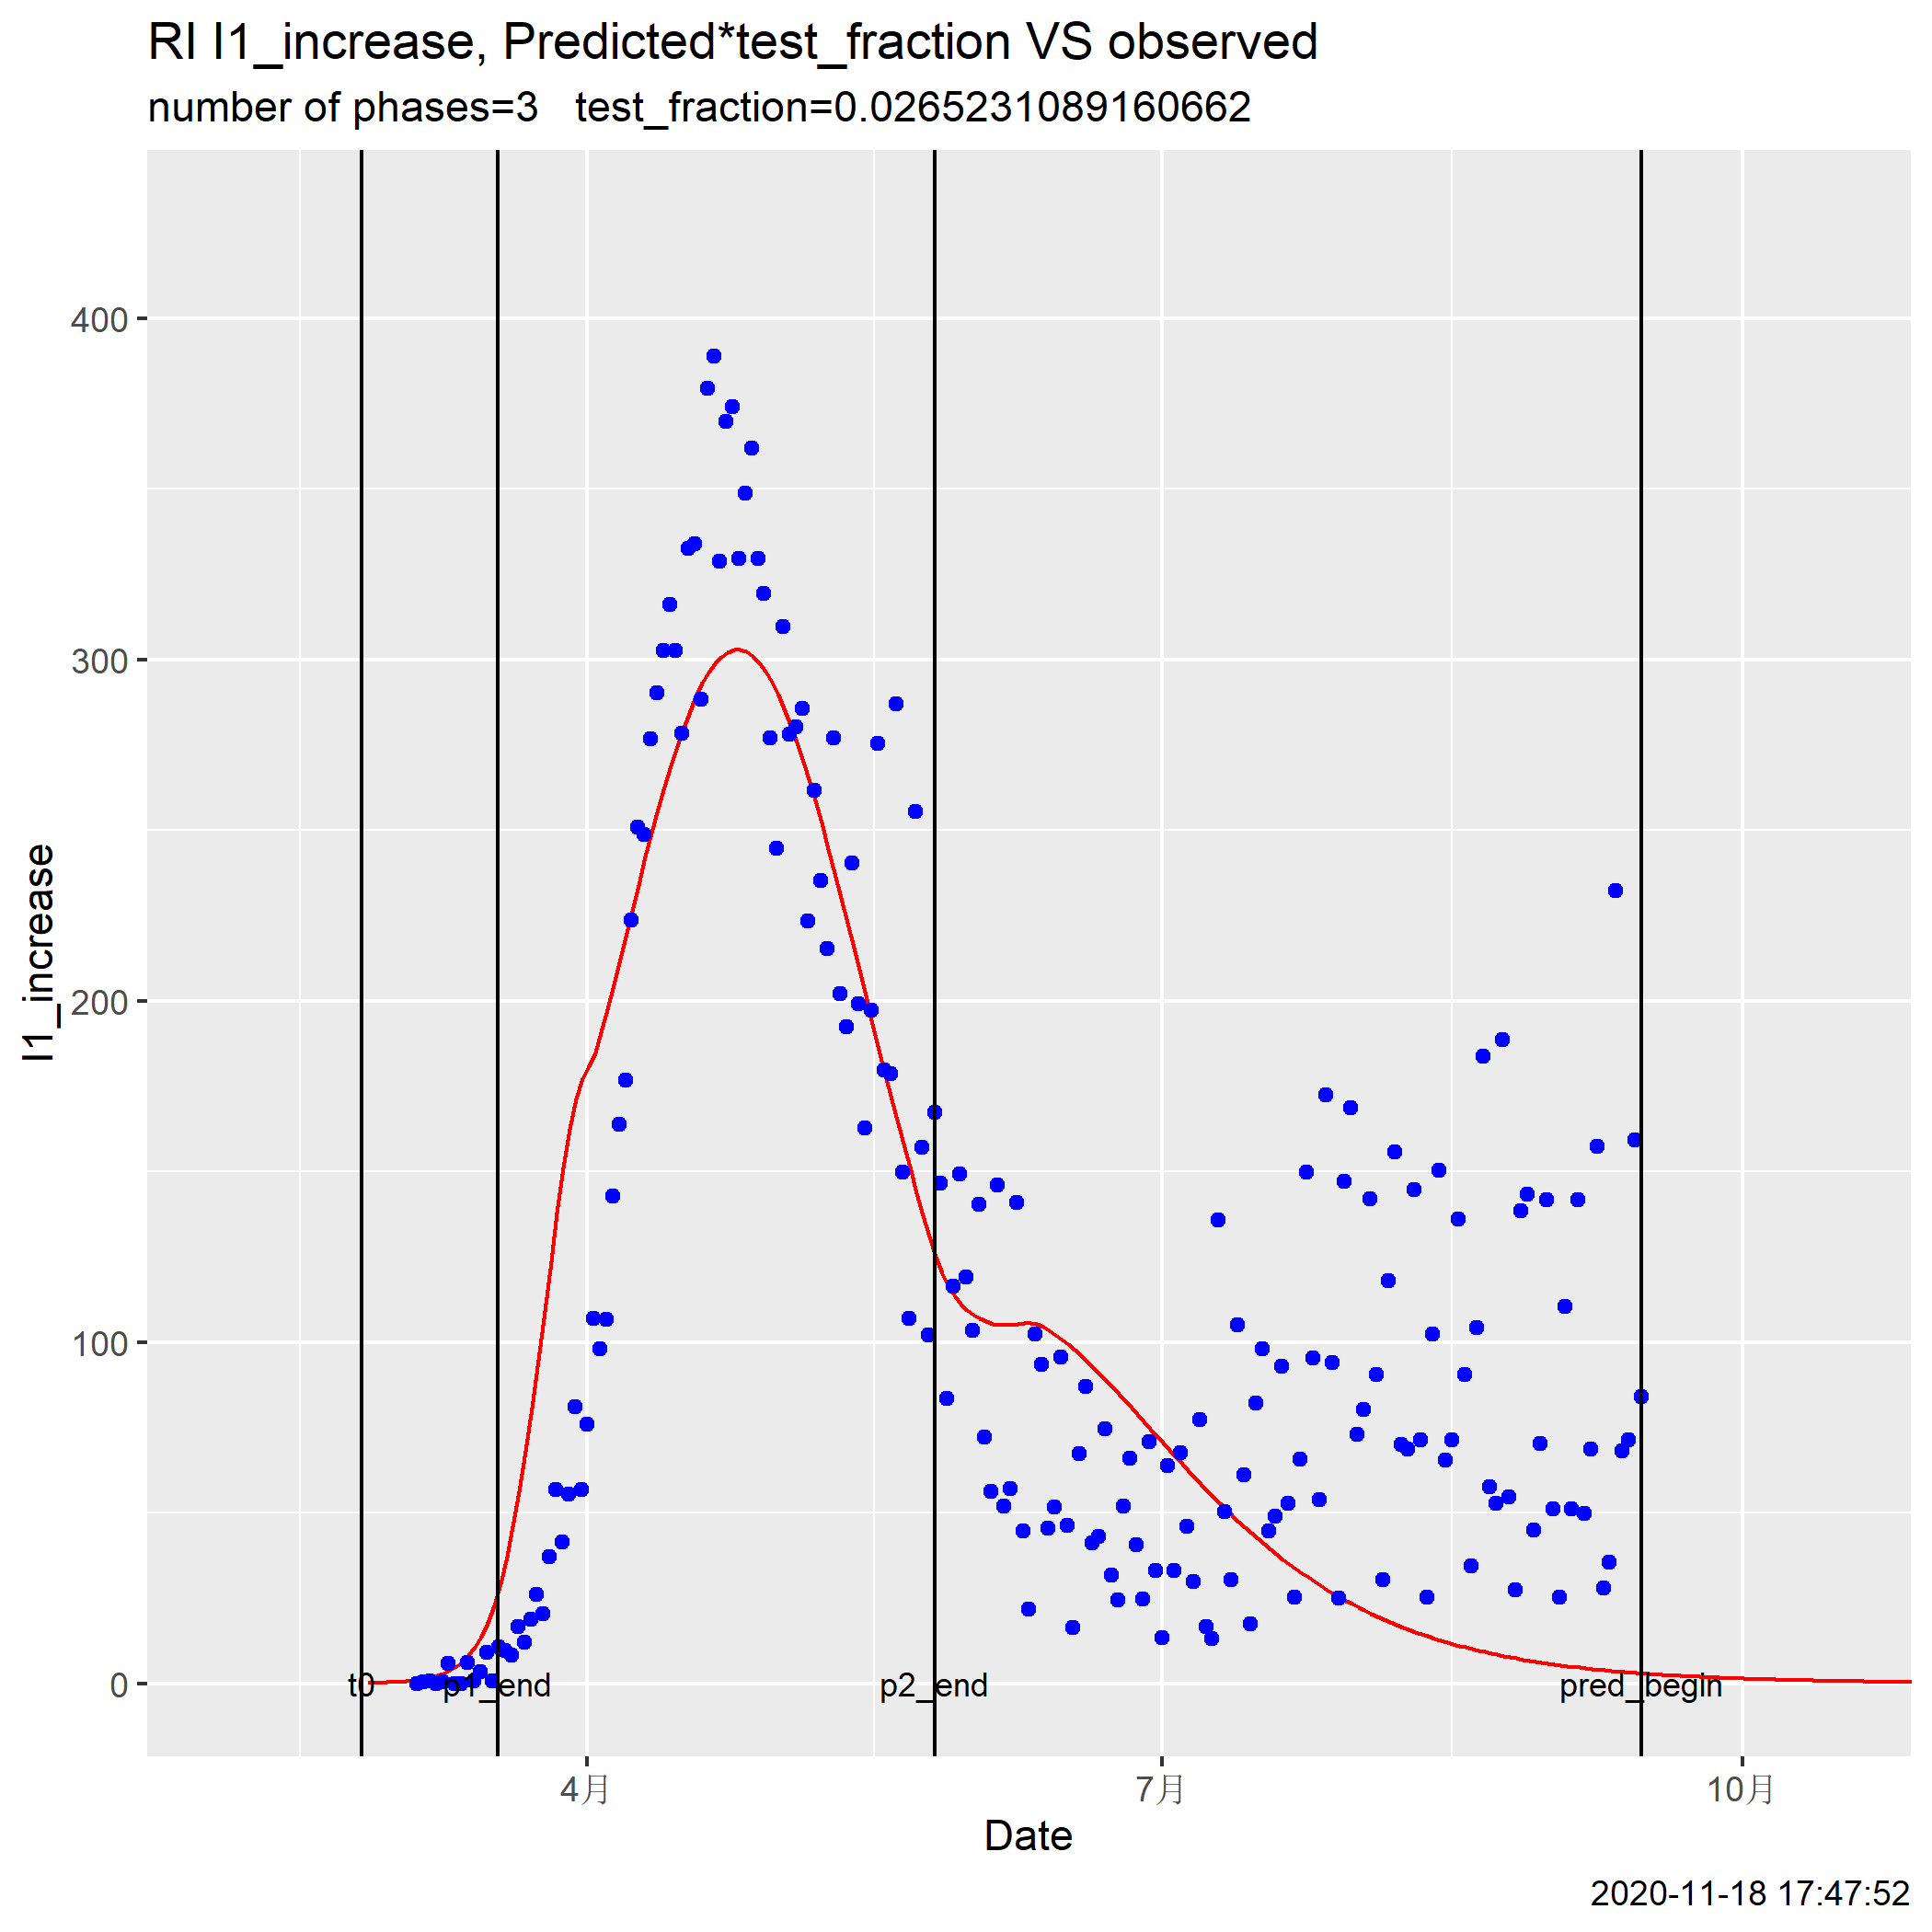 RI I1_increase, Predicted*test_fraction VS observed
number of phases=3   test_fraction=0.0265231089160662
I1_increase
400
300
200
100
0
t0
p1_end
p2_end
pred_begin
4月
7月
10月
Date
2020-11-18 17:47:52